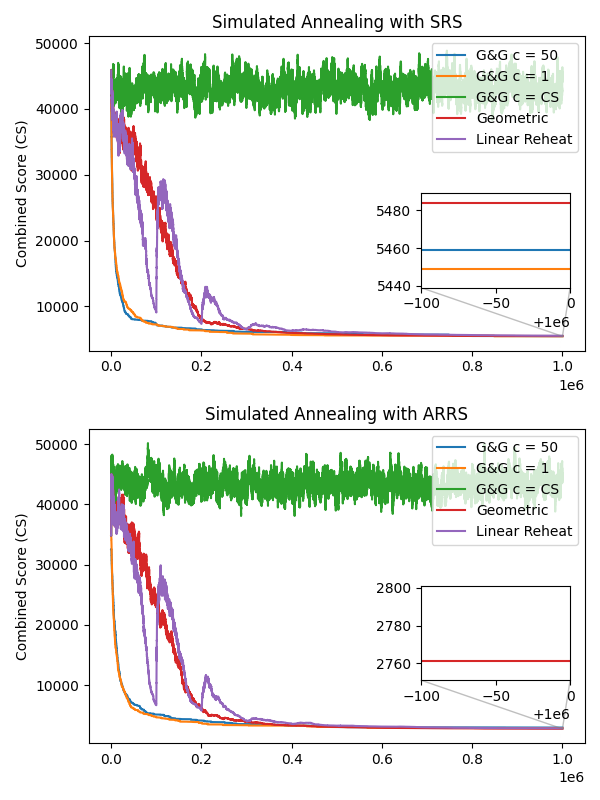 Simulated Annealing with SRS
Combined Score (CS)
50000
40000
30000
20000
10000
G&G c = 50
G&G c = 1
G&G c = CS
Geometric
Linear Reheat
5480
5460
5440
−100
−50
0
+1e6
0.0
0.2
0.4
0.6
0.8
1.0
1e6
Simulated Annealing with ARRS
Combined Score (CS)
50000
40000
30000
20000
10000
G&G c = 50
G&G c = 1
G&G c = CS
Geometric
Linear Reheat
2800
2780
2760
−100
−50
0
+1e6
0.0
0.2
0.4
0.6
0.8
1.0
1e6